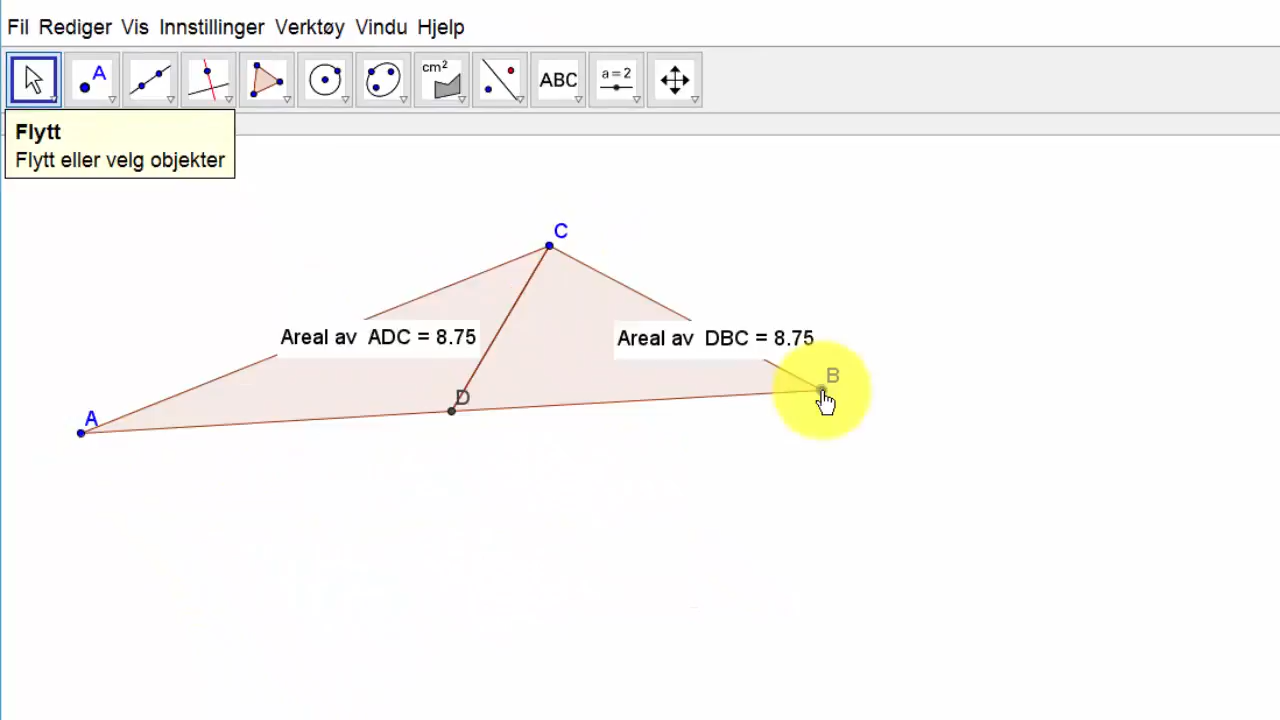 Fil Rediger Vis Innstillinger Verktøy Vindu Hjelp
A cm² ABC a = 2
Flytt
Flytt eller velg objekter
C
Areal av ADC = 8.75 Areal av DBC = 8.75
B
D
A